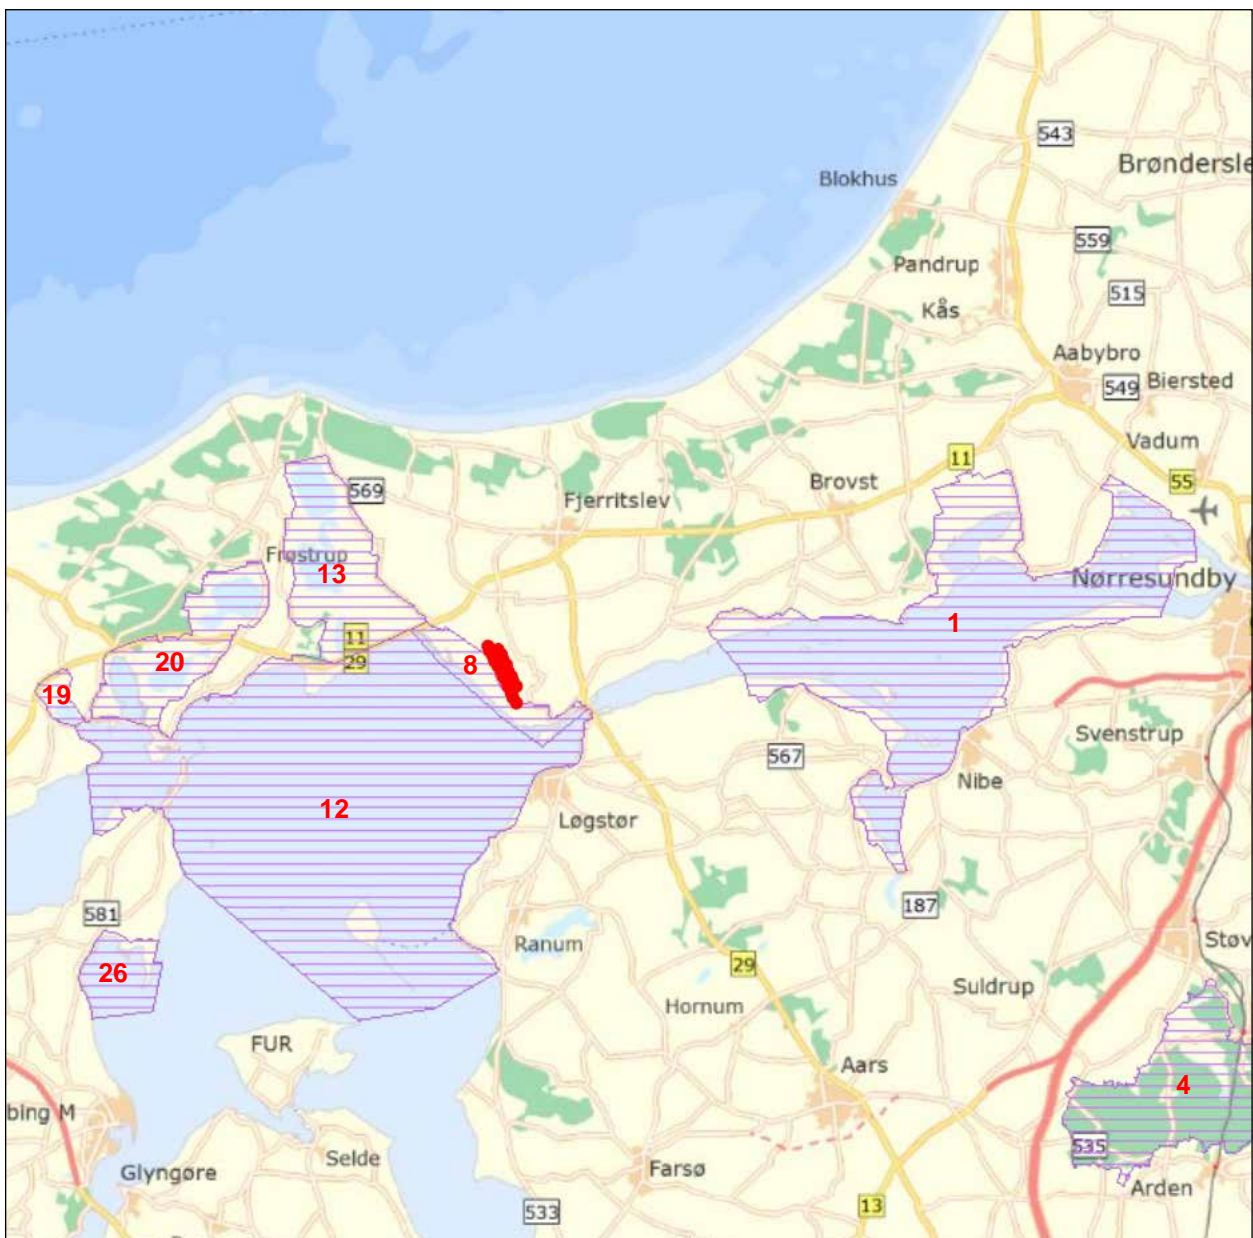 543
Brøndersle
Blokhus
559
Pandrup
515
Kås
Aabybro
549
Biersted
Vadum
11
55
Brovst
569
Fjerritslev
Frøstrup
13
Nørresundby
1
11
29
20
8
19
Svenstrup
567
Nibe
12
Løgstør
187
581
Ranum
Støv
29
26
Suldrup
Hornum
FUR
Aars
4
bing M
535
Selde
Farsø
Glyngøre
Arden
13
533